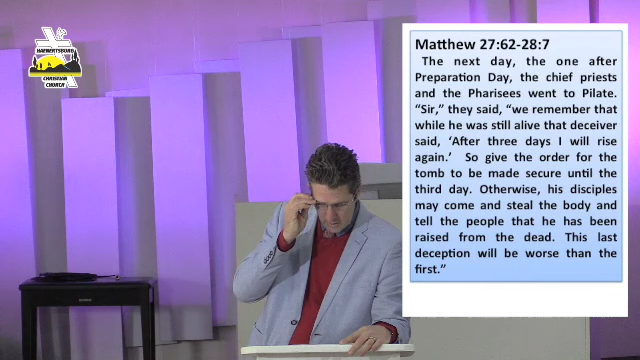 HAENERTSBURG
CHRISTIAN
CHURCH
Matthew 27:62-28:7
The next day, the one after
Preparation Day, the chief priests
and the Pharisees went to Pilate.
“Sir,” they said, “we remember that
while he was still alive that deceiver
said, ‘After three days I will rise
again.’ So give the order for the
tomb to be made secure until the
third day. Otherwise, his disciples
may come and steal the body and
tell the people that he has been
raised from the dead. This last
deception will be worse than the
first.”